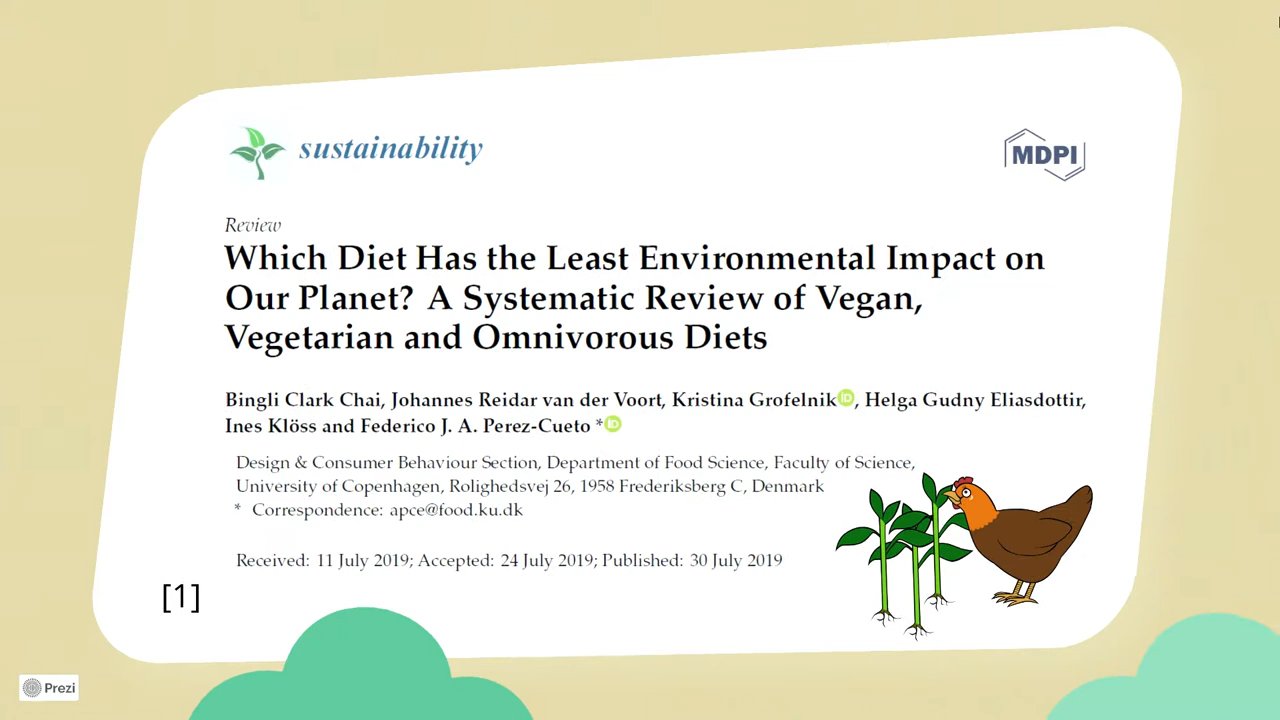 sustainability
MDPI
Review
Which Diet Has the Least Environmental Impact on
Our Planet? A Systematic Review of Vegan,
Vegetarian and Omnivorous Diets
Bingli Clark Chai, Johannes Reidar van der Voort, Kristina Grofelnik iD, Helga Gudny Eliasdottir,
Ines Klöss and Federico J. A. Perez-Cueto * iD
Design & Consumer Behaviour Section, Department of Food Science, Faculty of Science,
University of Copenhagen, Rolighedsvej 26, 1958 Frederiksberg C, Denmark
* Correspondence: apce@food.ku.dk
Received: 11 July 2019; Accepted: 24 July 2019; Published: 30 July 2019
[1]
Prezi